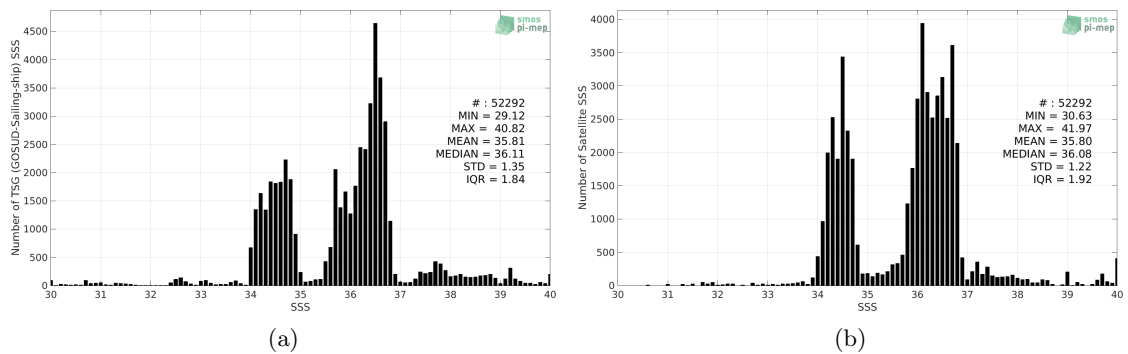 smos
pi-mep
Number of TSG (GOSUD-Sailing-ship) SSS
4500
4000
3500
3000
2500
2000
1500
1000
500
0
# : 52292
MIN = 29.12
MAX = 40.82
MEAN = 35.81
MEDIAN = 36.11
STD = 1.35
IQR = 1.84
30 31 32 33 34 35 36 37 38 39 40
SSS
(a)
smos
pi-mep
Number of Satellite SSS
4000
3500
3000
2500
2000
1500
1000
500
0
# : 52292
MIN = 30.63
MAX = 41.97
MEAN = 35.80
MEDIAN = 36.08
STD = 1.22
IQR = 1.92
30 31 32 33 34 35 36 37 38 39 40
SSS
(b)